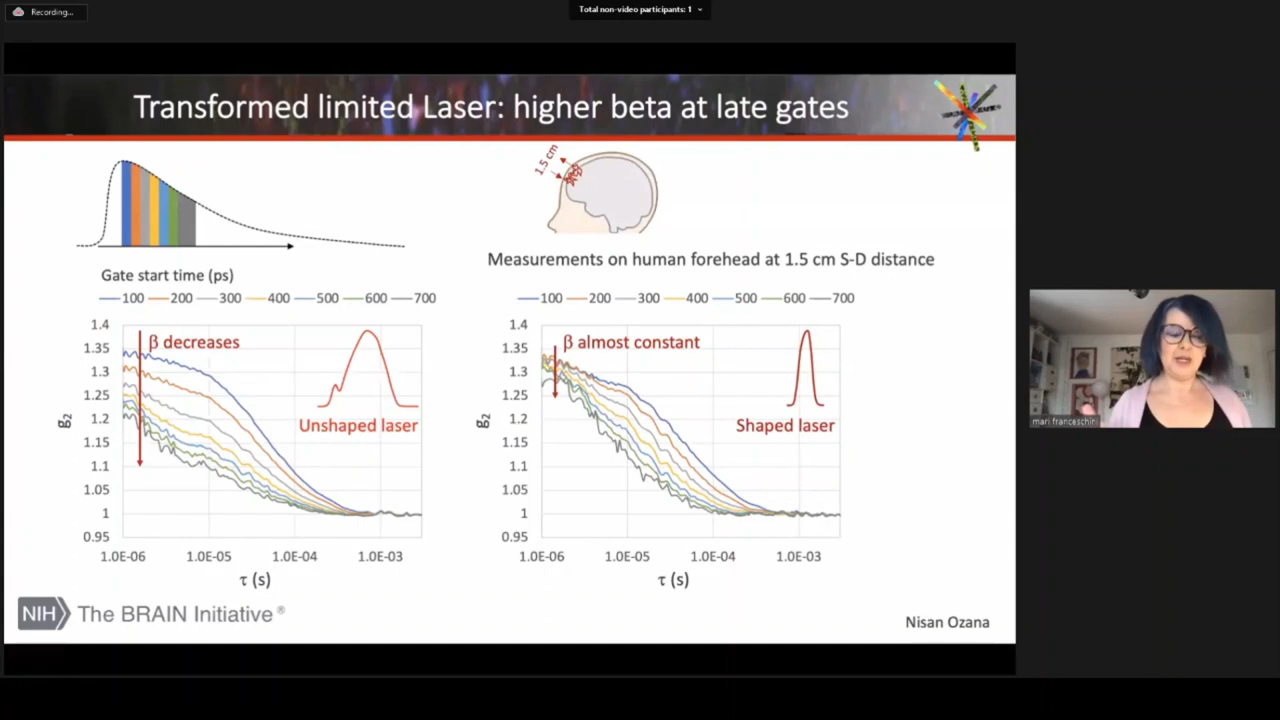 Recording...
Total non-video participants: 1
Transformed limited Laser: higher beta at late gates
1.5 cm
Measurements on human forehead at 1.5 cm S-D distance
Gate start time (ps)
100 200 300 400 500 600 700
100 200 300 400 500 600 700
1.4
1.35
1.3
1.25
1.2
1.15
1.1
1.05
1
0.95
g2
β decreases
Unshaped laser
1.0E-06 1.0E-05 1.0E-04 1.0E-03
τ (s)
1.4
1.35
1.3
1.25
1.2
1.15
1.1
1.05
1
0.95
g2
β almost constant
Shaped laser
1.0E-06 1.0E-05 1.0E-04 1.0E-03
τ (s)
NIH The BRAIN Initiative®
Nisan Ozana
mari franceschini